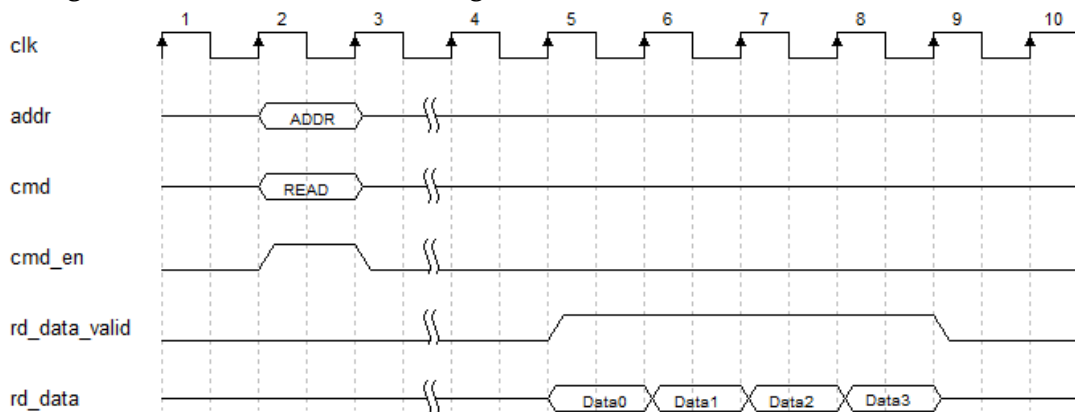 1 2 3 4 5 6 7 8 9 10
clk
addr ADDR
cmd READ
cmd_en
rd_data_valid
rd_data Data0 Data1 Data2 Data3